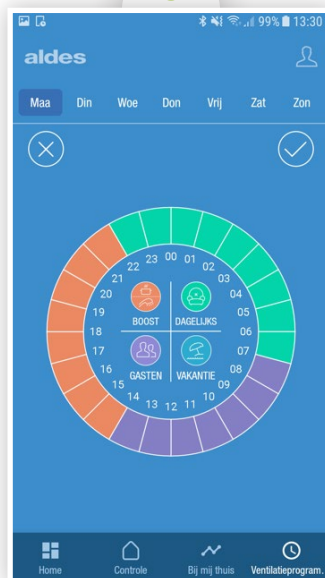 99% 13:30
aldes
Maa Din Woe Don Vrij Zat Zon
23 00 01
22 02
21 03
20 04
19 05
18 06
17 07
16 08
15 09
14 10
13 12 11
BOOST DAGELIJKS
GASTEN VAKANTIE
Home Controle Bij mij thuis Ventilatieprogram.